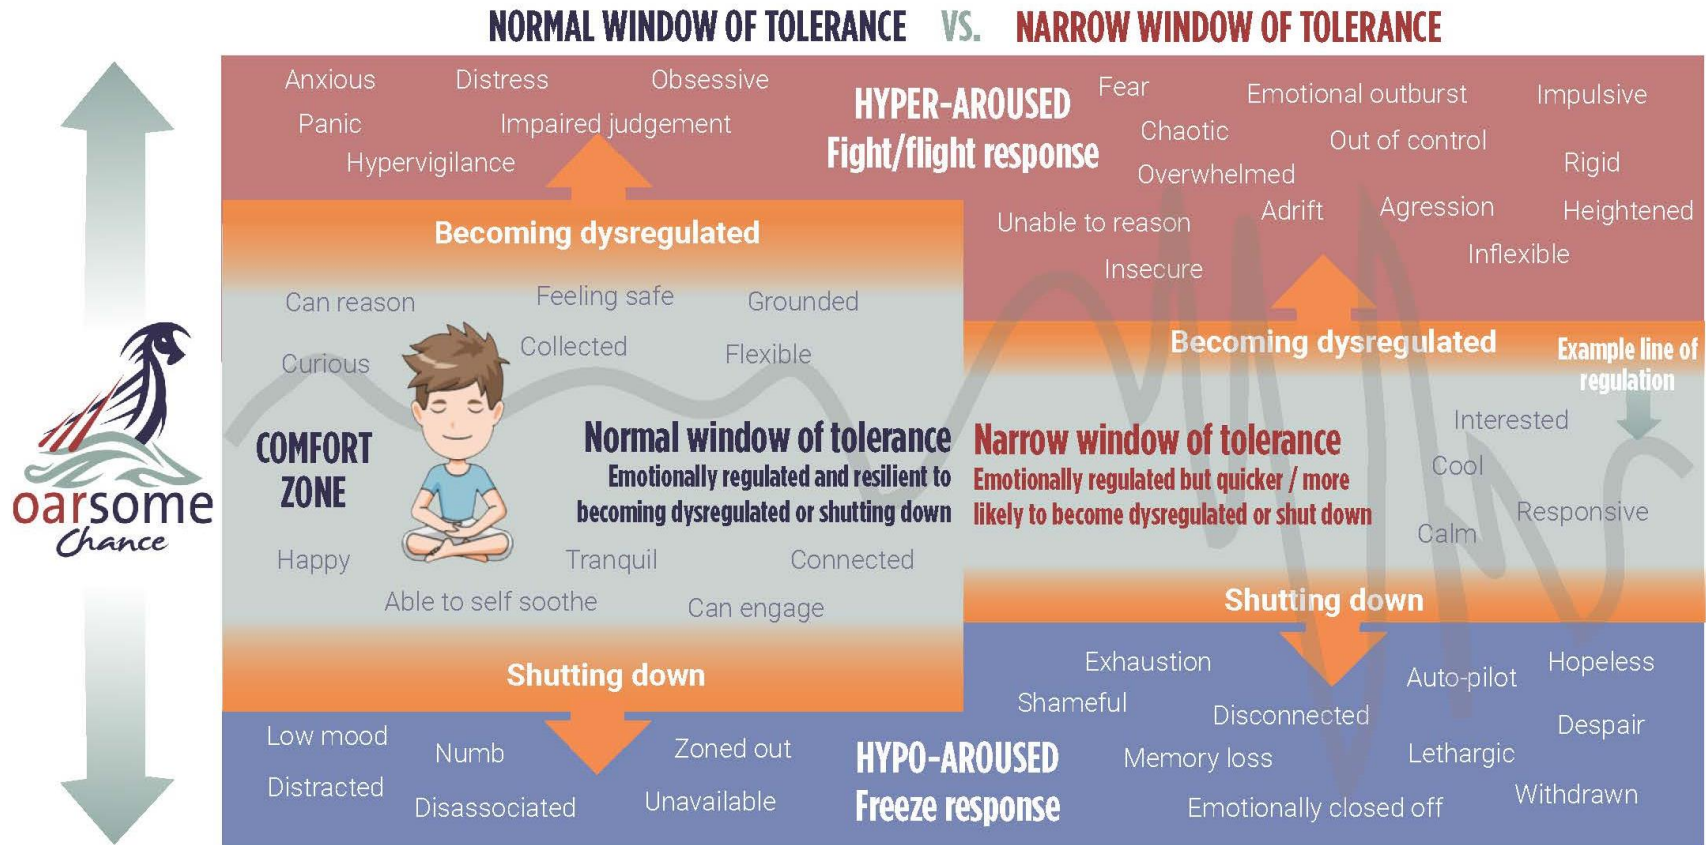 NORMAL WINDOW OF TOLERANCE VS. NARROW WINDOW OF TOLERANCE
Anxious
Distress
Obsessive
Panic
Impaired judgement
Hypervigilance
HYPER-AROUSED
Fight/flight response
Fear
Emotional outburst
Impulsive
Chaotic
Out of control
Overwhelmed
Rigid
Unable to reason
Adrift
Agression
Heightened
Insecure
Inflexible
Becoming dysregulated
Can reason
Feeling safe
Grounded
Curious
Collected
Flexible
COMFORT
ZONE
Normal window of tolerance
Emotionally regulated and resilient to
becoming dysregulated or shutting down
Happy
Tranquil
Connected
Able to self soothe
Can engage
Shutting down
Becoming dysregulated
Example line of
regulation
Narrow window of tolerance
Emotionally regulated but quicker / more
likely to become dysregulated or shut down
Interested
Cool
Responsive
Calm
Shutting down
Low mood
Numb
Zoned out
Distracted
Disassociated
Unavailable
HYPO-AROUSED
Freeze response
Exhaustion
Auto-pilot
Hopeless
Shameful
Disconnected
Despair
Memory loss
Lethargic
Emotionally closed off
Withdrawn
oarsome
Chance